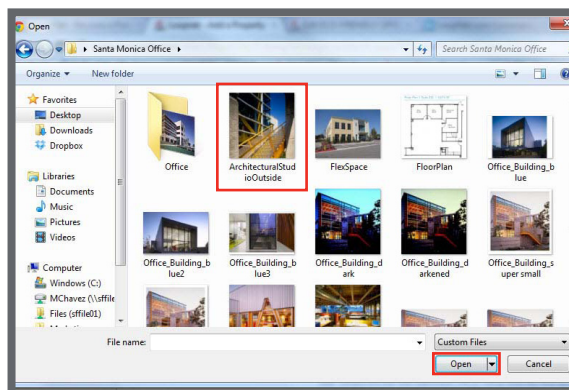 Open
Santa Monica Office
Search Santa Monica Office
Organize
New folder
Favorites
Desktop
Downloads
Dropbox
Libraries
Documents
Music
Pictures
Videos
Computer
Windows (C:)
MChavez (\\sffile
Files (sffile01)
Office
ArchitecturalStud
ioOutside
FlexSpace
FloorPlan
Office_Building_b
lue
Office_Building_b
lue2
Office_Building_b
lue3
Office_Building_d
ark
Office_Building_d
arkened
Office_Building_s
uper small
File name:
Custom Files
Open
Cancel